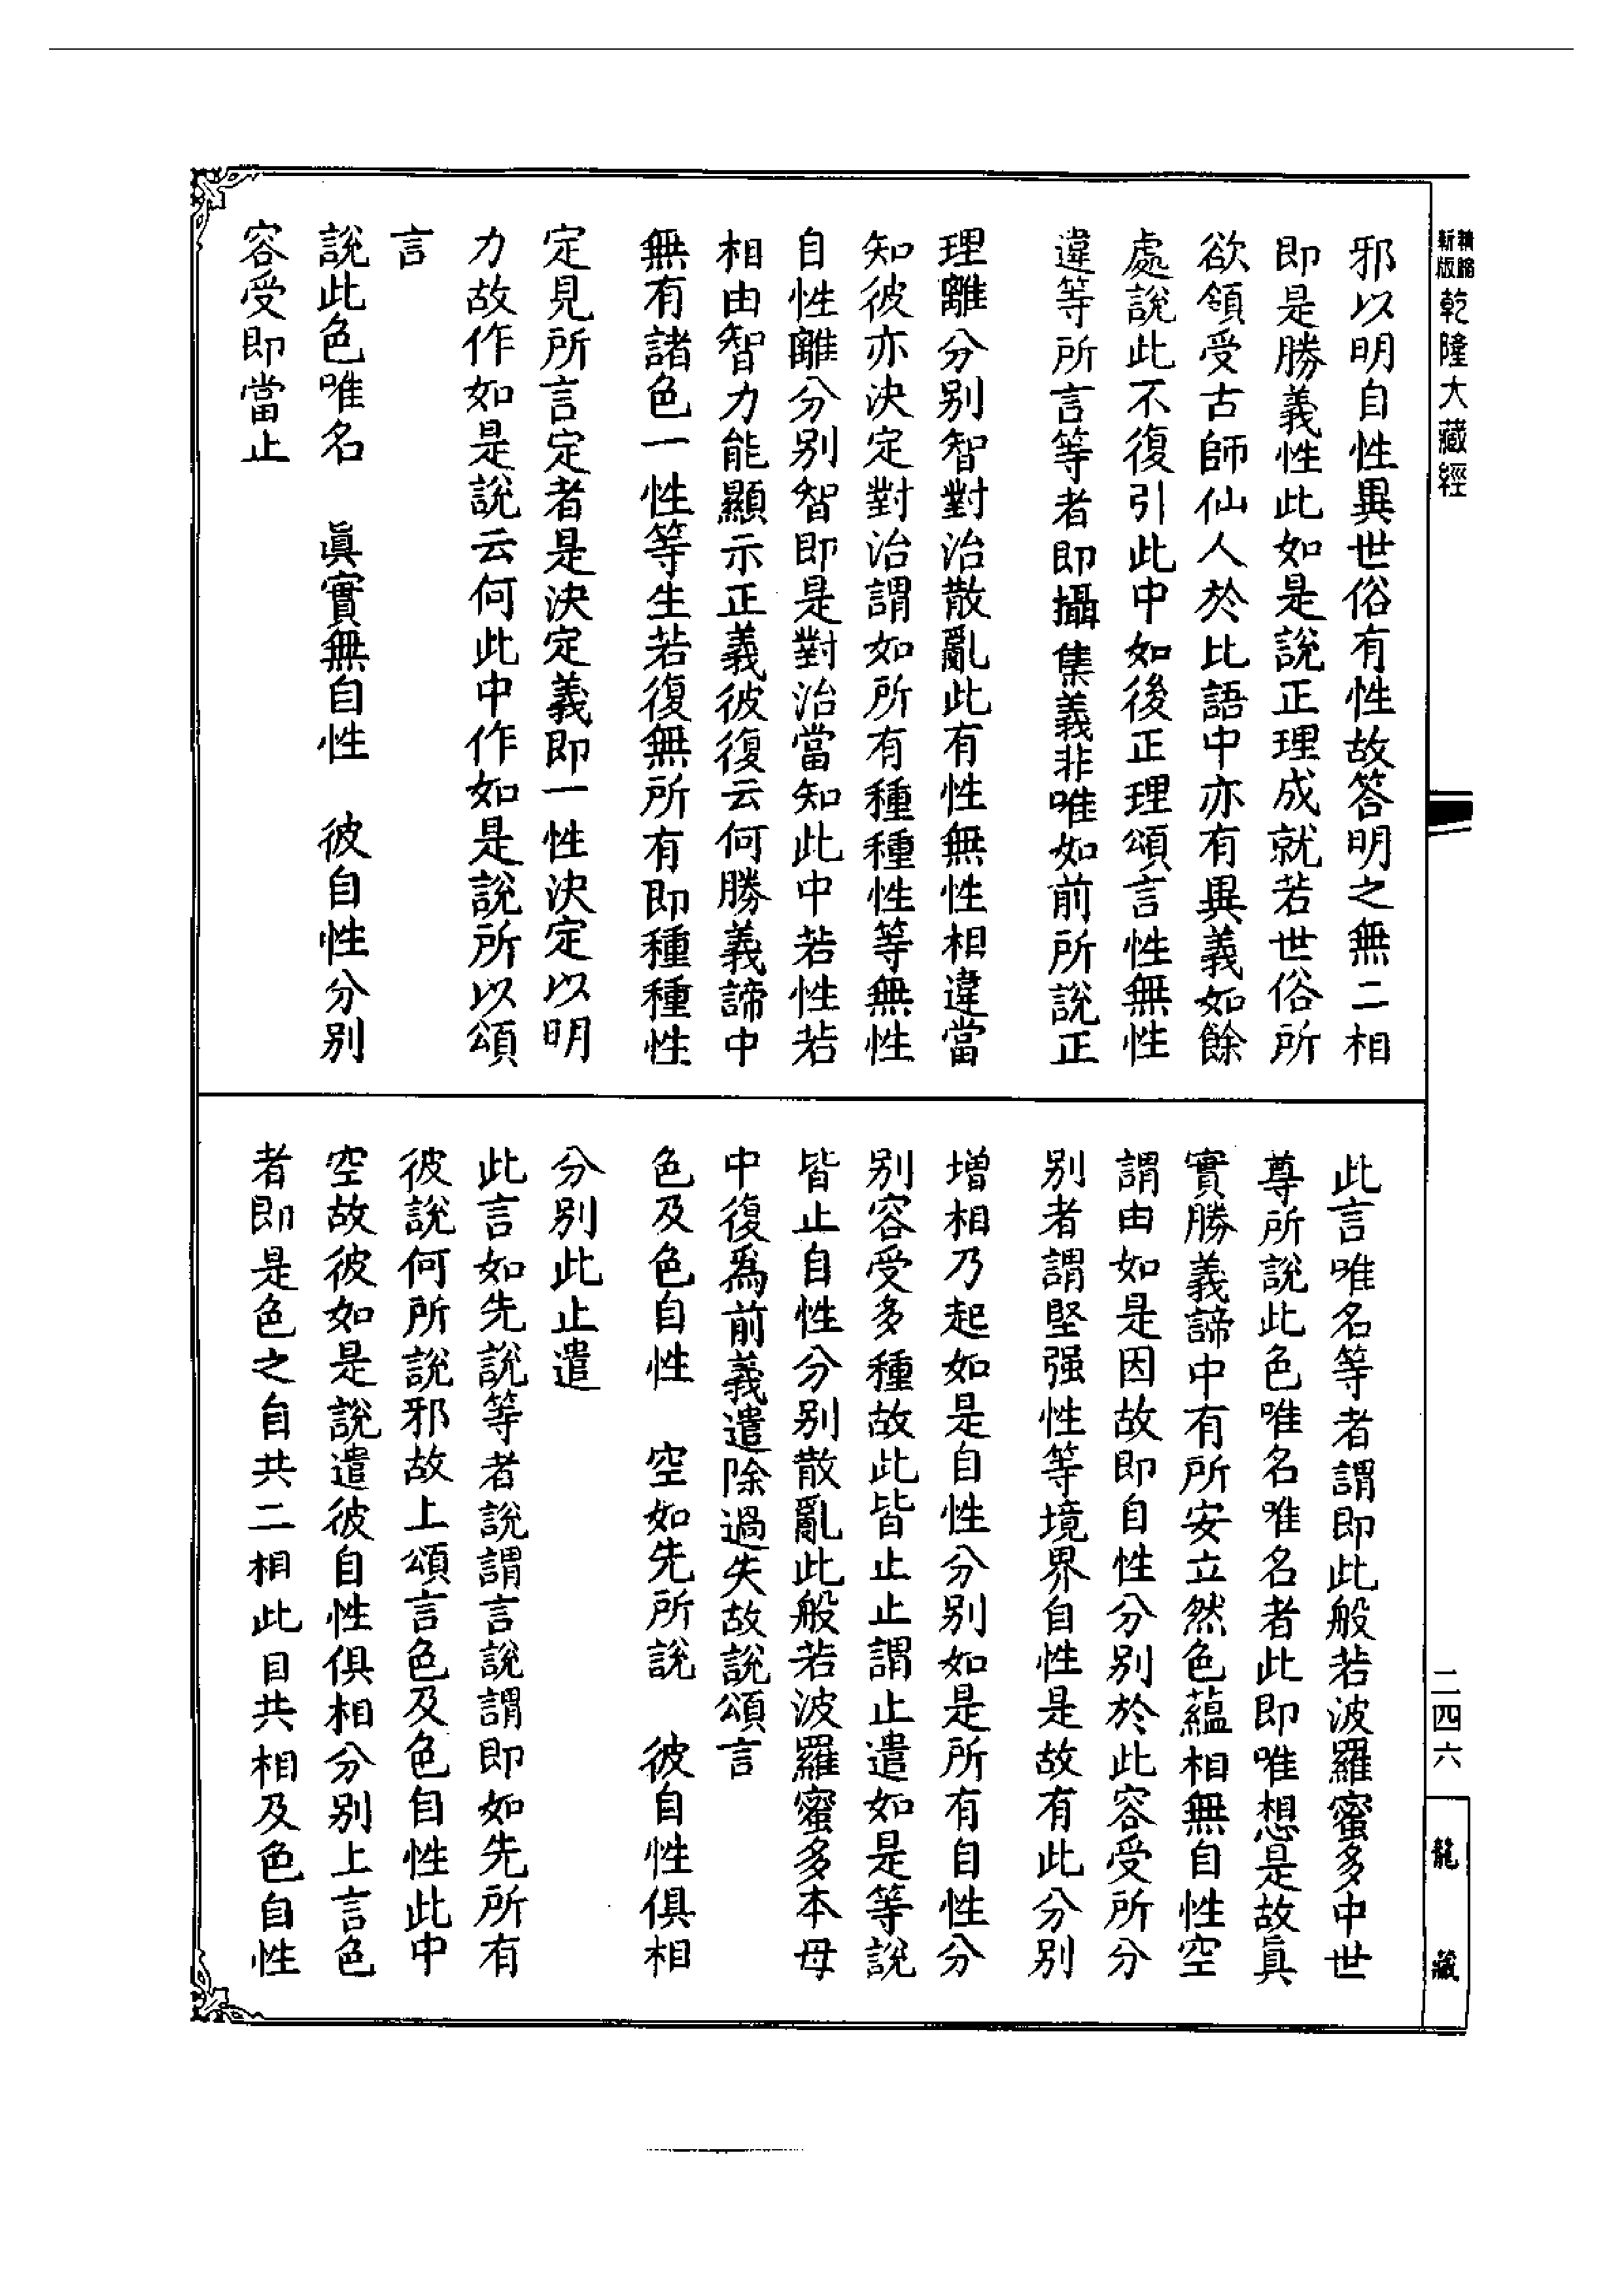 精縮
新版
乾隆大藏經
邪以明自性異世俗有性故答明之無二相
即是勝義性此如是說正理成就若世俗所
欲領受古師仙人於比語中亦有異義如餘
處說此不復引此中如後正理頌言性無性
違等所言等者即攝集義非唯如前所說正
理離分別智對治散亂此有性無性相違當
知彼亦決定對治謂如所有種種性等無性
自性離分別智即是對治當知此中若性若
相由智力能顯示正義彼復云何勝義諦中
無有諸色一性等生若復無所有即種種性
定見所言定者是決定義即一性決定以明
力故作如是說云何此中作如是說所以頌
言
說此色唯名　眞實無自性　彼自性分別
容受即當止
此言唯名等者謂即此般若波羅蜜多中世
尊所說此色唯名唯名者此即唯想是故眞
實勝義諦中有所安立然色蘊相無自性空
謂由如是因故即自性分別於此容受所分
別者謂堅强性等境界自性是故有此分別
增相乃起如是自性分別如是所有自性分
別容受多種故此皆止止謂止遣如是等說
皆止自性分別散亂此般若波羅蜜多本母
中復爲前義遣除過失故說頌言
色及色自性　空如先所說　彼自性俱相
分別此止遣
此言如先說等者說謂言說謂即如先所有
彼說何所說邪故上頌言色及色自性此中
空故彼如是說遣彼自性俱相分別上言色
者即是色之自共二相此目共相及色自性
二四六
龍藏